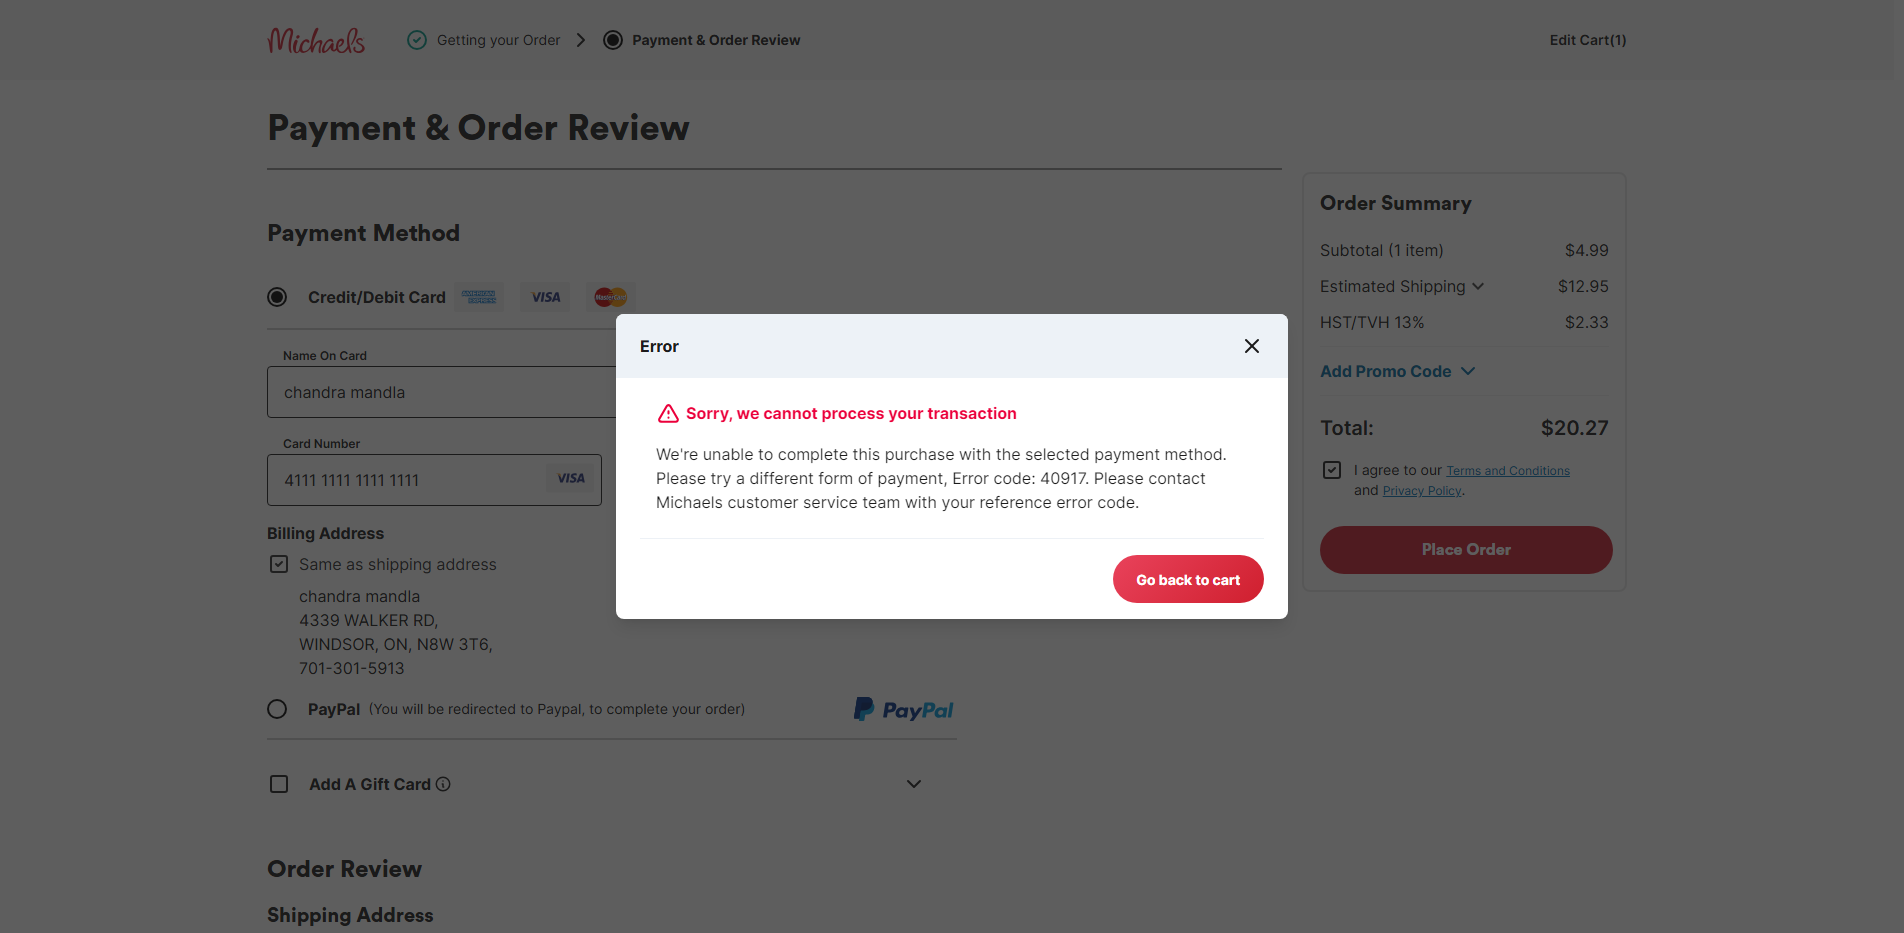 Michaels
Getting your Order
Payment & Order Review
Edit Cart(1)
Payment & Order Review
Payment Method
Credit/Debit Card
AMERICAN EXPRESS
VISA
MasterCard
Name On Card
chandra mandla
Card Number
4111 1111 1111 1111
VISA
Billing Address
Same as shipping address
chandra mandla
4339 WALKER RD,
WINDSOR, ON, N8W 3T6,
701-301-5913
PayPal (You will be redirected to Paypal, to complete your order)
PayPal
Add A Gift Card
Order Review
Shipping Address
Error
Sorry, we cannot process your transaction
We're unable to complete this purchase with the selected payment method.
Please try a different form of payment, Error code: 40917. Please contact
Michaels customer service team with your reference error code.
Go back to cart
Order Summary
Subtotal (1 item) $4.99
Estimated Shipping $12.95
HST/TVH 13% $2.33
Add Promo Code
Total: $20.27
I agree to our Terms and Conditions
and Privacy Policy.
Place Order